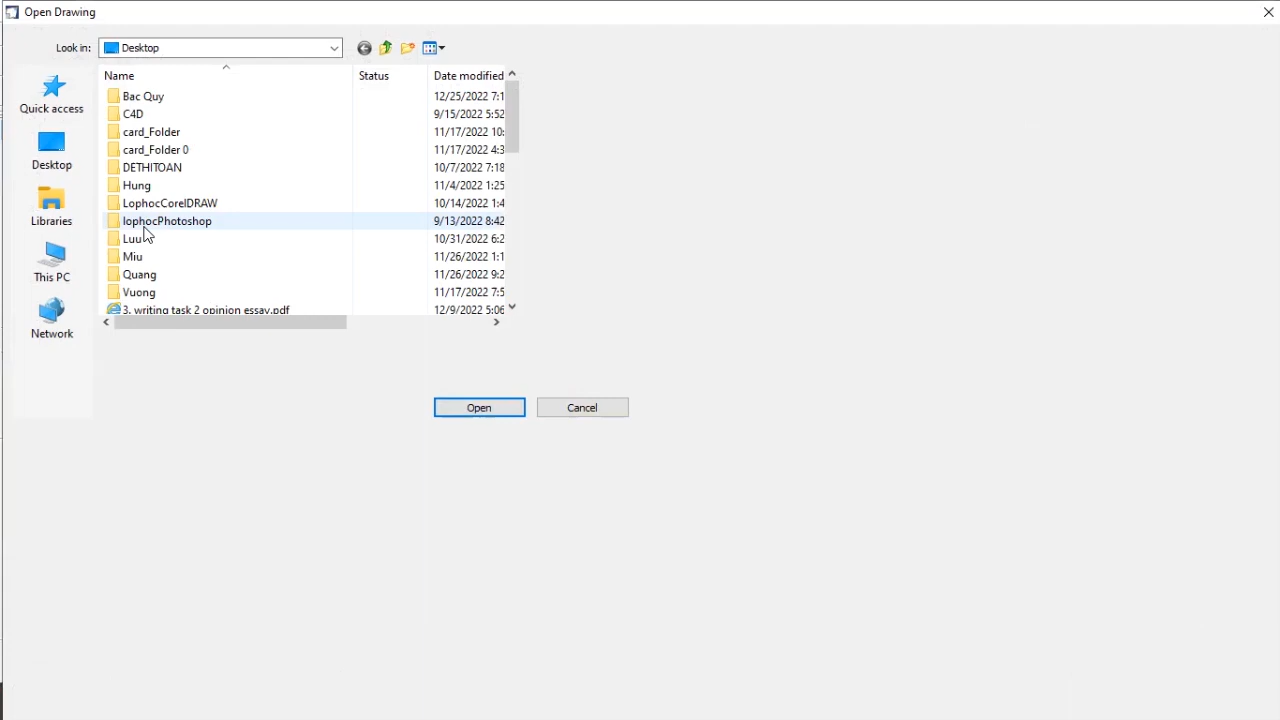 Open Drawing
Look in: Desktop
Name Status Date modified
Quick access
Desktop
Libraries
This PC
Network
Bac Quy 12/25/2022 7:1
C4D 9/15/2022 5:52
card_Folder 11/17/2022 10:
card_Folder 0 11/17/2022 4:3
DETHITOAN 10/7/2022 7:18
Hung 11/4/2022 1:25
LophocCorelDRAW 10/14/2022 1:4
lophocPhotoshop 9/13/2022 8:42
Luu 10/31/2022 6:2
Miu 11/26/2022 1:1
Quang 11/26/2022 9:2
Vuong 11/17/2022 7:5
3. writing task 2 opinion essay.pdf 12/9/2022 5:06
Open Cancel